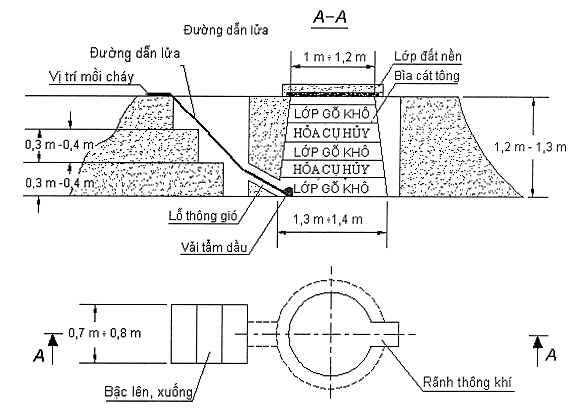 A-A
Đường dẫn lửa
Đường dẫn lửa
1 m ÷ 1,2 m
Lớp đất nền
Vị trí mồi cháy
Bìa cát tông
LỚP GỖ KHÔ
HỎA CỤ HỦY
LỚP GỖ KHÔ
HỎA CỤ HỦY
LỚP GỖ KHÔ
0,3 m -0,4 m
0,3 m -0,4 m
1,2 m - 1,3 m
Lỗ thông gió
1,3 m÷1,4 m
Vải tẩm dầu
0,7 m ÷ 0,8 m
A
A
Bậc lên, xuống
Rãnh thông khí